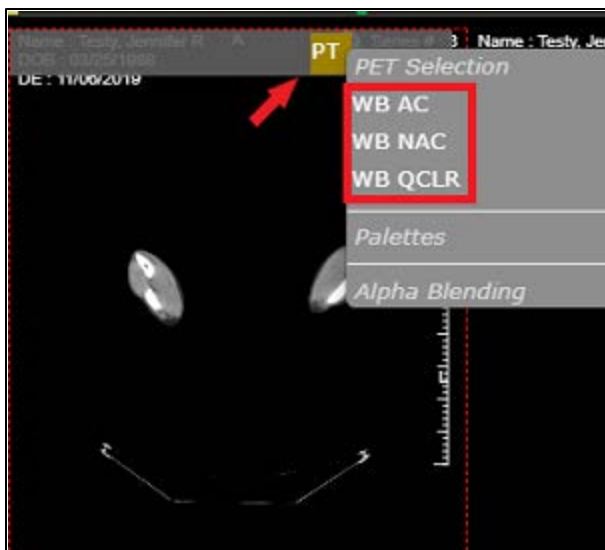 Name : Testy, Jennifer R A
PT
Series # 3
Name : Testy, Je
DOB : 03/25/1988
DE : 11/06/2019
PET Selection
WB AC
WB NAC
WB QCLR
Palettes
Alpha Blending